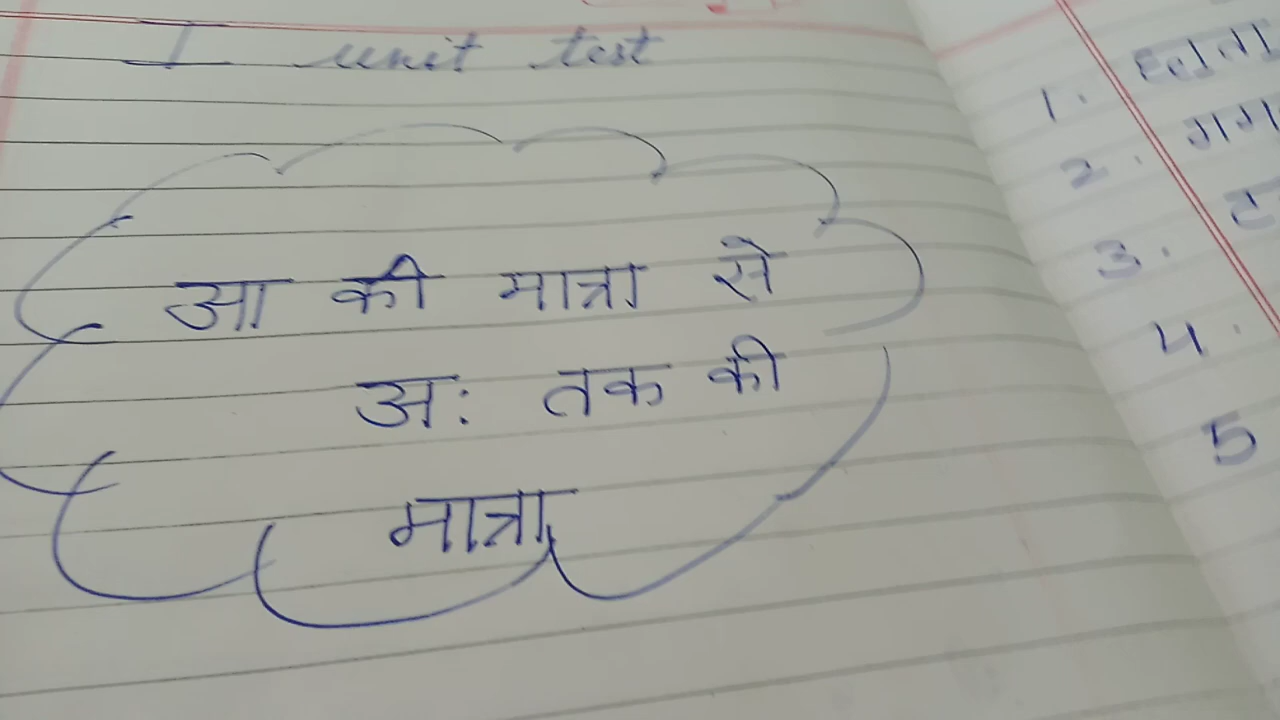 I unit test
आ की मात्रा से
अः तक की
मात्रा
1.
2.
3.
4.
5